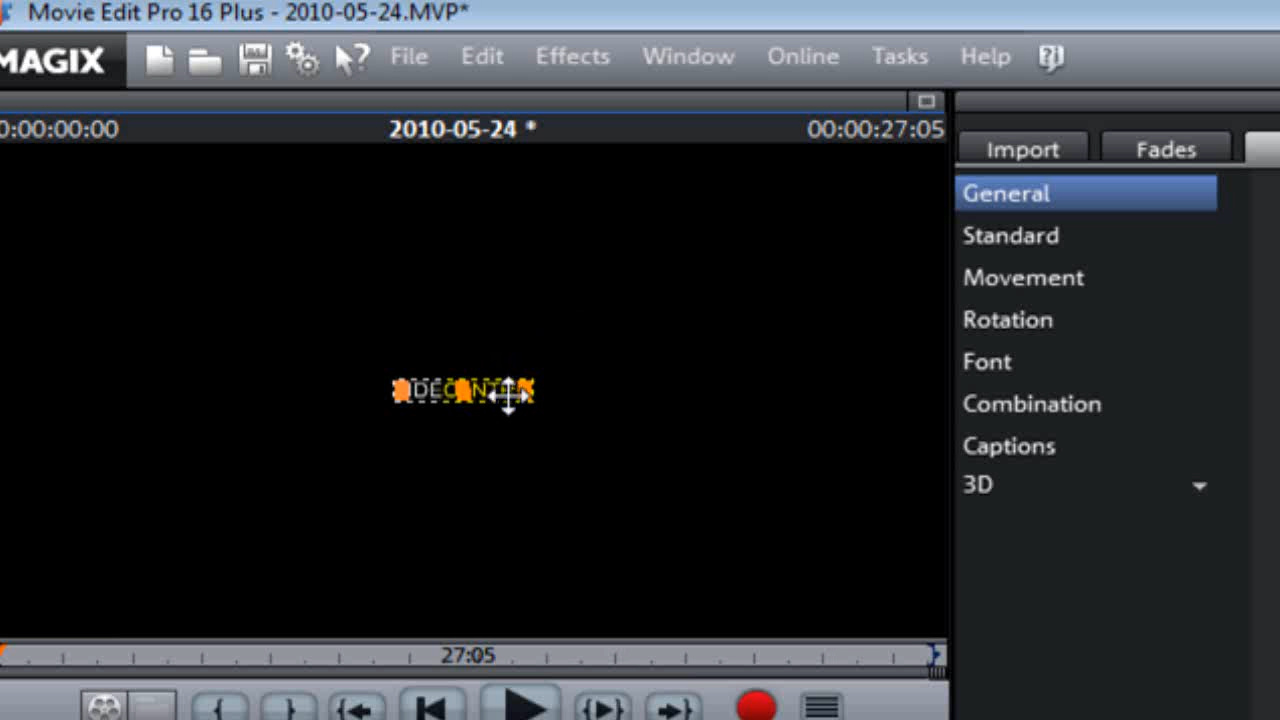 Movie Edit Pro 16 Plus - 2010-05-24.MVP*
MAGIX File Edit Effects Window Online Tasks Help
0:00:00:00 2010-05-24 * 00:00:27:05
Import Fades
General
Standard
Movement
Rotation
Font
Combination
Captions
3D
27:05